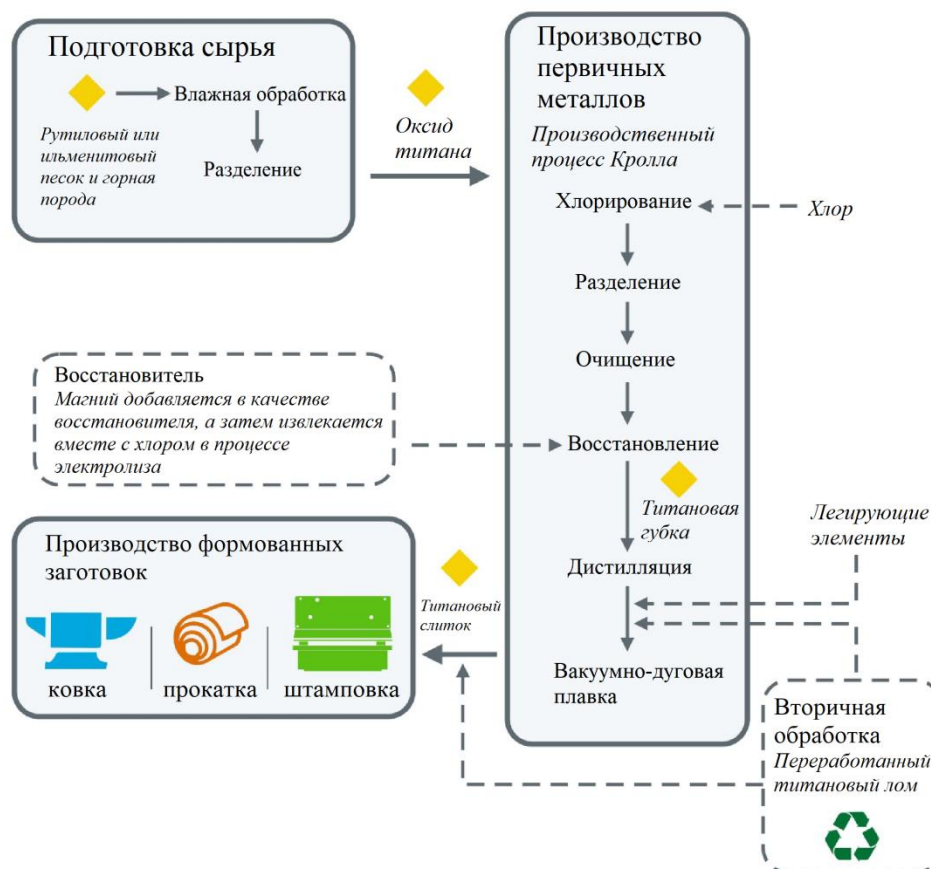 Подготовка сырья
Влажная обработка
Рутиловый или
ильменитовый
песок и горная
порода
Разделение
Оксид
титана
Производство
первичных
металлов
Производственный
процесс Кролла
Хлорирование
Хлор
Разделение
Очищение
Восстановитель
Магний добавляется в качестве
восстановителя, а затем извлекается
вместе с хлором в процессе
электролиза
Восстановление
Титановая
губка
Легирующие
элементы
Дистилляция
Вакуумно-дуговая
плавка
Производство формованных
заготовок
ковка
прокатка
штамповка
Титановый
слиток
Вторичная
обработка
Переработанный
титановый лом